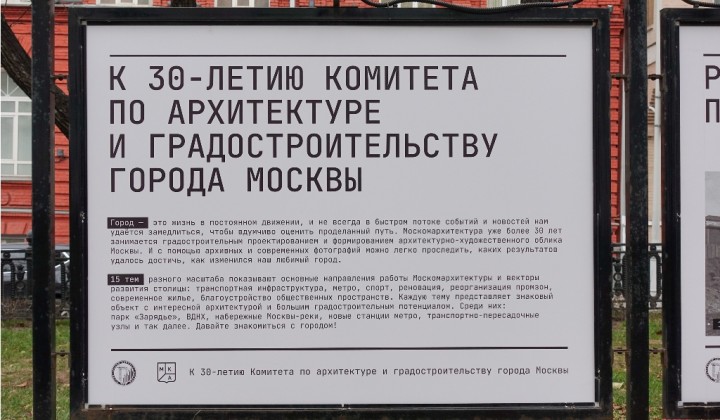 К 30-ЛЕТИЮ КОМИТЕТА
ПО АРХИТЕКТУРЕ
И ГРАДОСТРОИТЕЛЬСТВУ
ГОРОДА МОСКВЫ
Город — это жизнь в постоянном движении, и не всегда в быстром потоке событий и новостей нам
удаётся замедлиться, чтобы вдумчиво оценить проделанный путь. Москомархитектура уже более 30 лет
занимается градостроительным проектированием и формированием архитектурно-художественного облика
Москвы. И с помощью архивных и современных фотографий можно легко проследить, каких результатов
удалось достичь, как изменился наш любимый город.
15 тем разного масштаба показывают основные направления работы Москомархитектуры и векторы
развития столицы: транспортная инфраструктура, метро, спорт, реновация, реорганизация промзон,
современное жилье, благоустройство общественных пространств. Каждую тему представляет знаковый
объект с интересной архитектурой и большим градостроительным потенциалом. Среди них:
парк «Зарядье», ВДНХ, набережные Москвы-реки, новые станции метро, транспортно-пересадочные
узлы и так далее. Давайте знакомиться с городом!
МКА
К 30-летию Комитета по архитектуре и градостроительству города Москвы